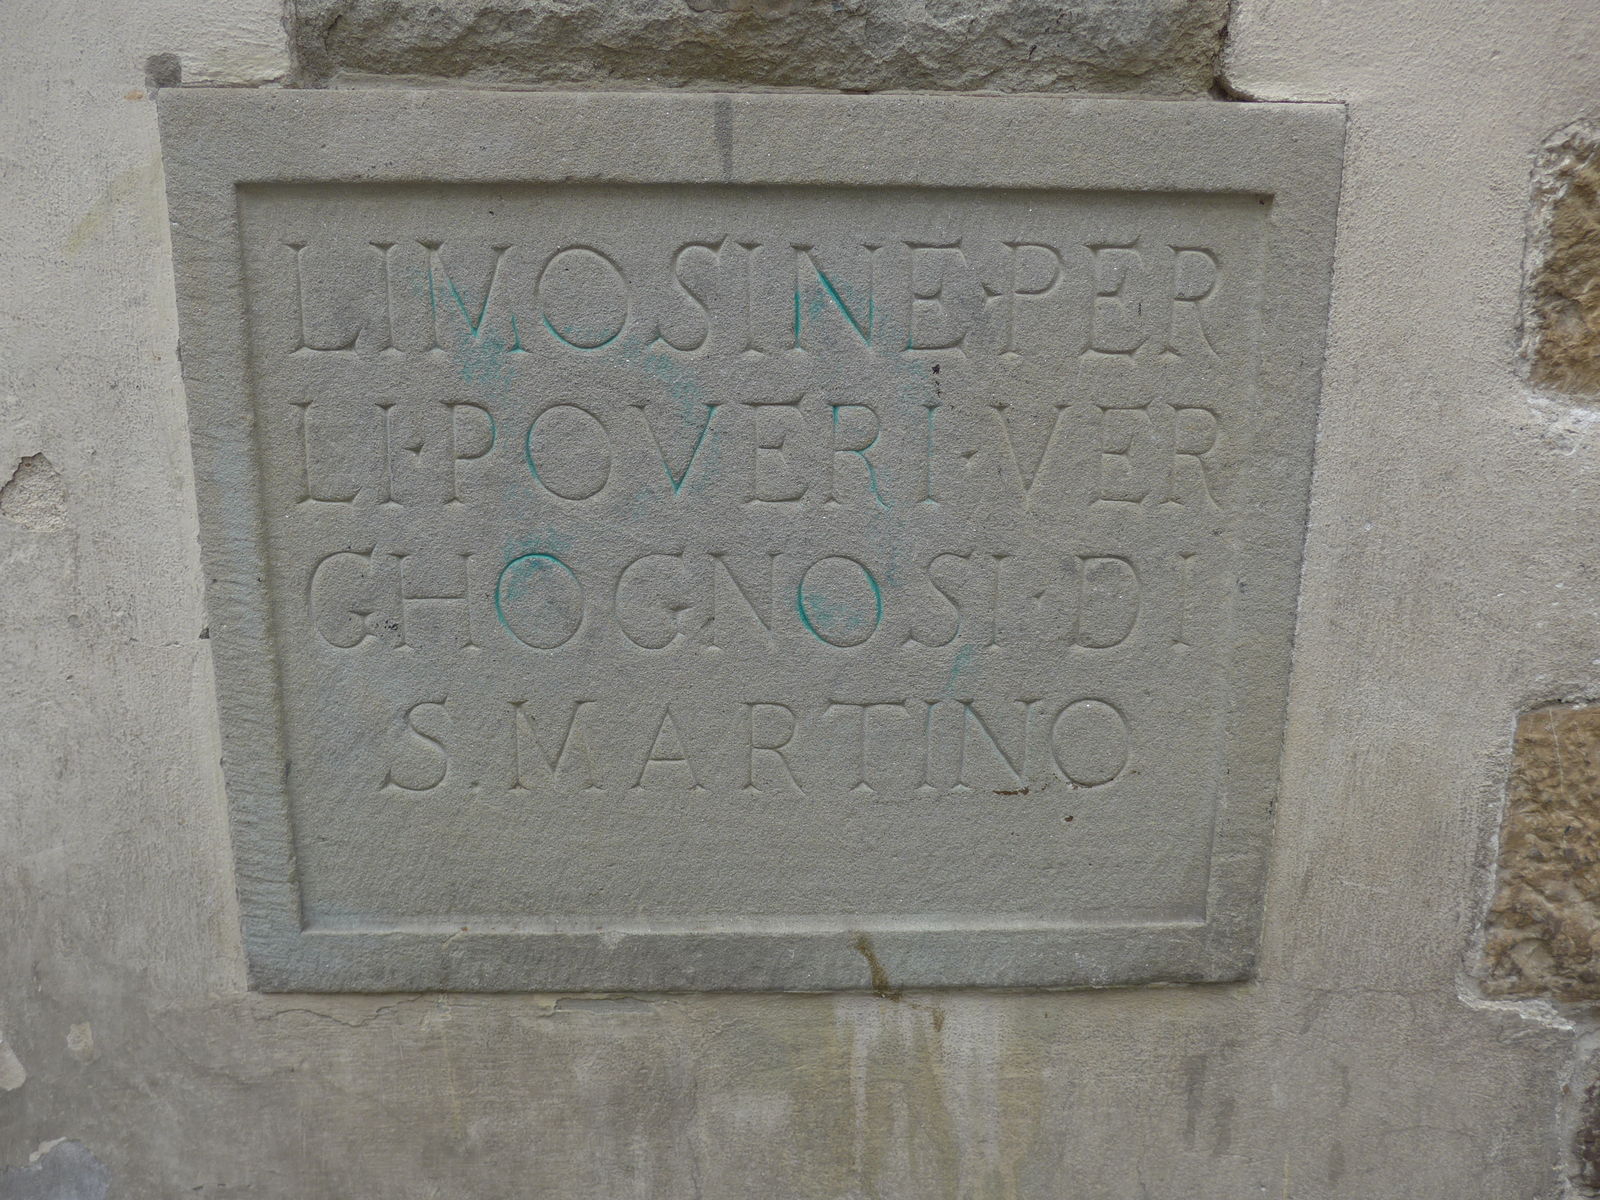 LIMOSINE·PER
LI·POVERI·VER
GHOGNOSI·DI
S.MARTINO